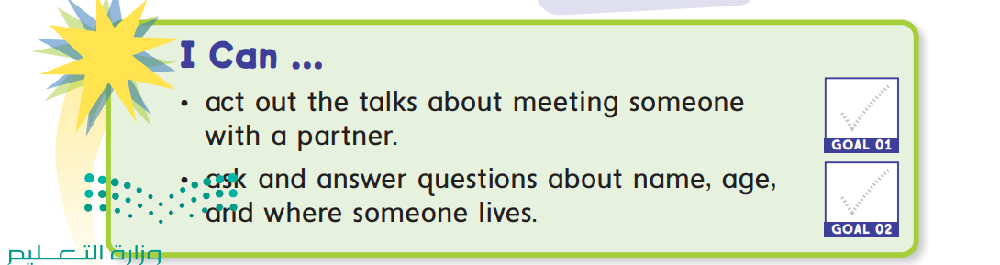 I Can ...
• act out the talks about meeting someone
with a partner.
GOAL 01
• ask and answer questions about name, age,
and where someone lives.
GOAL 02
وزارة التعليم